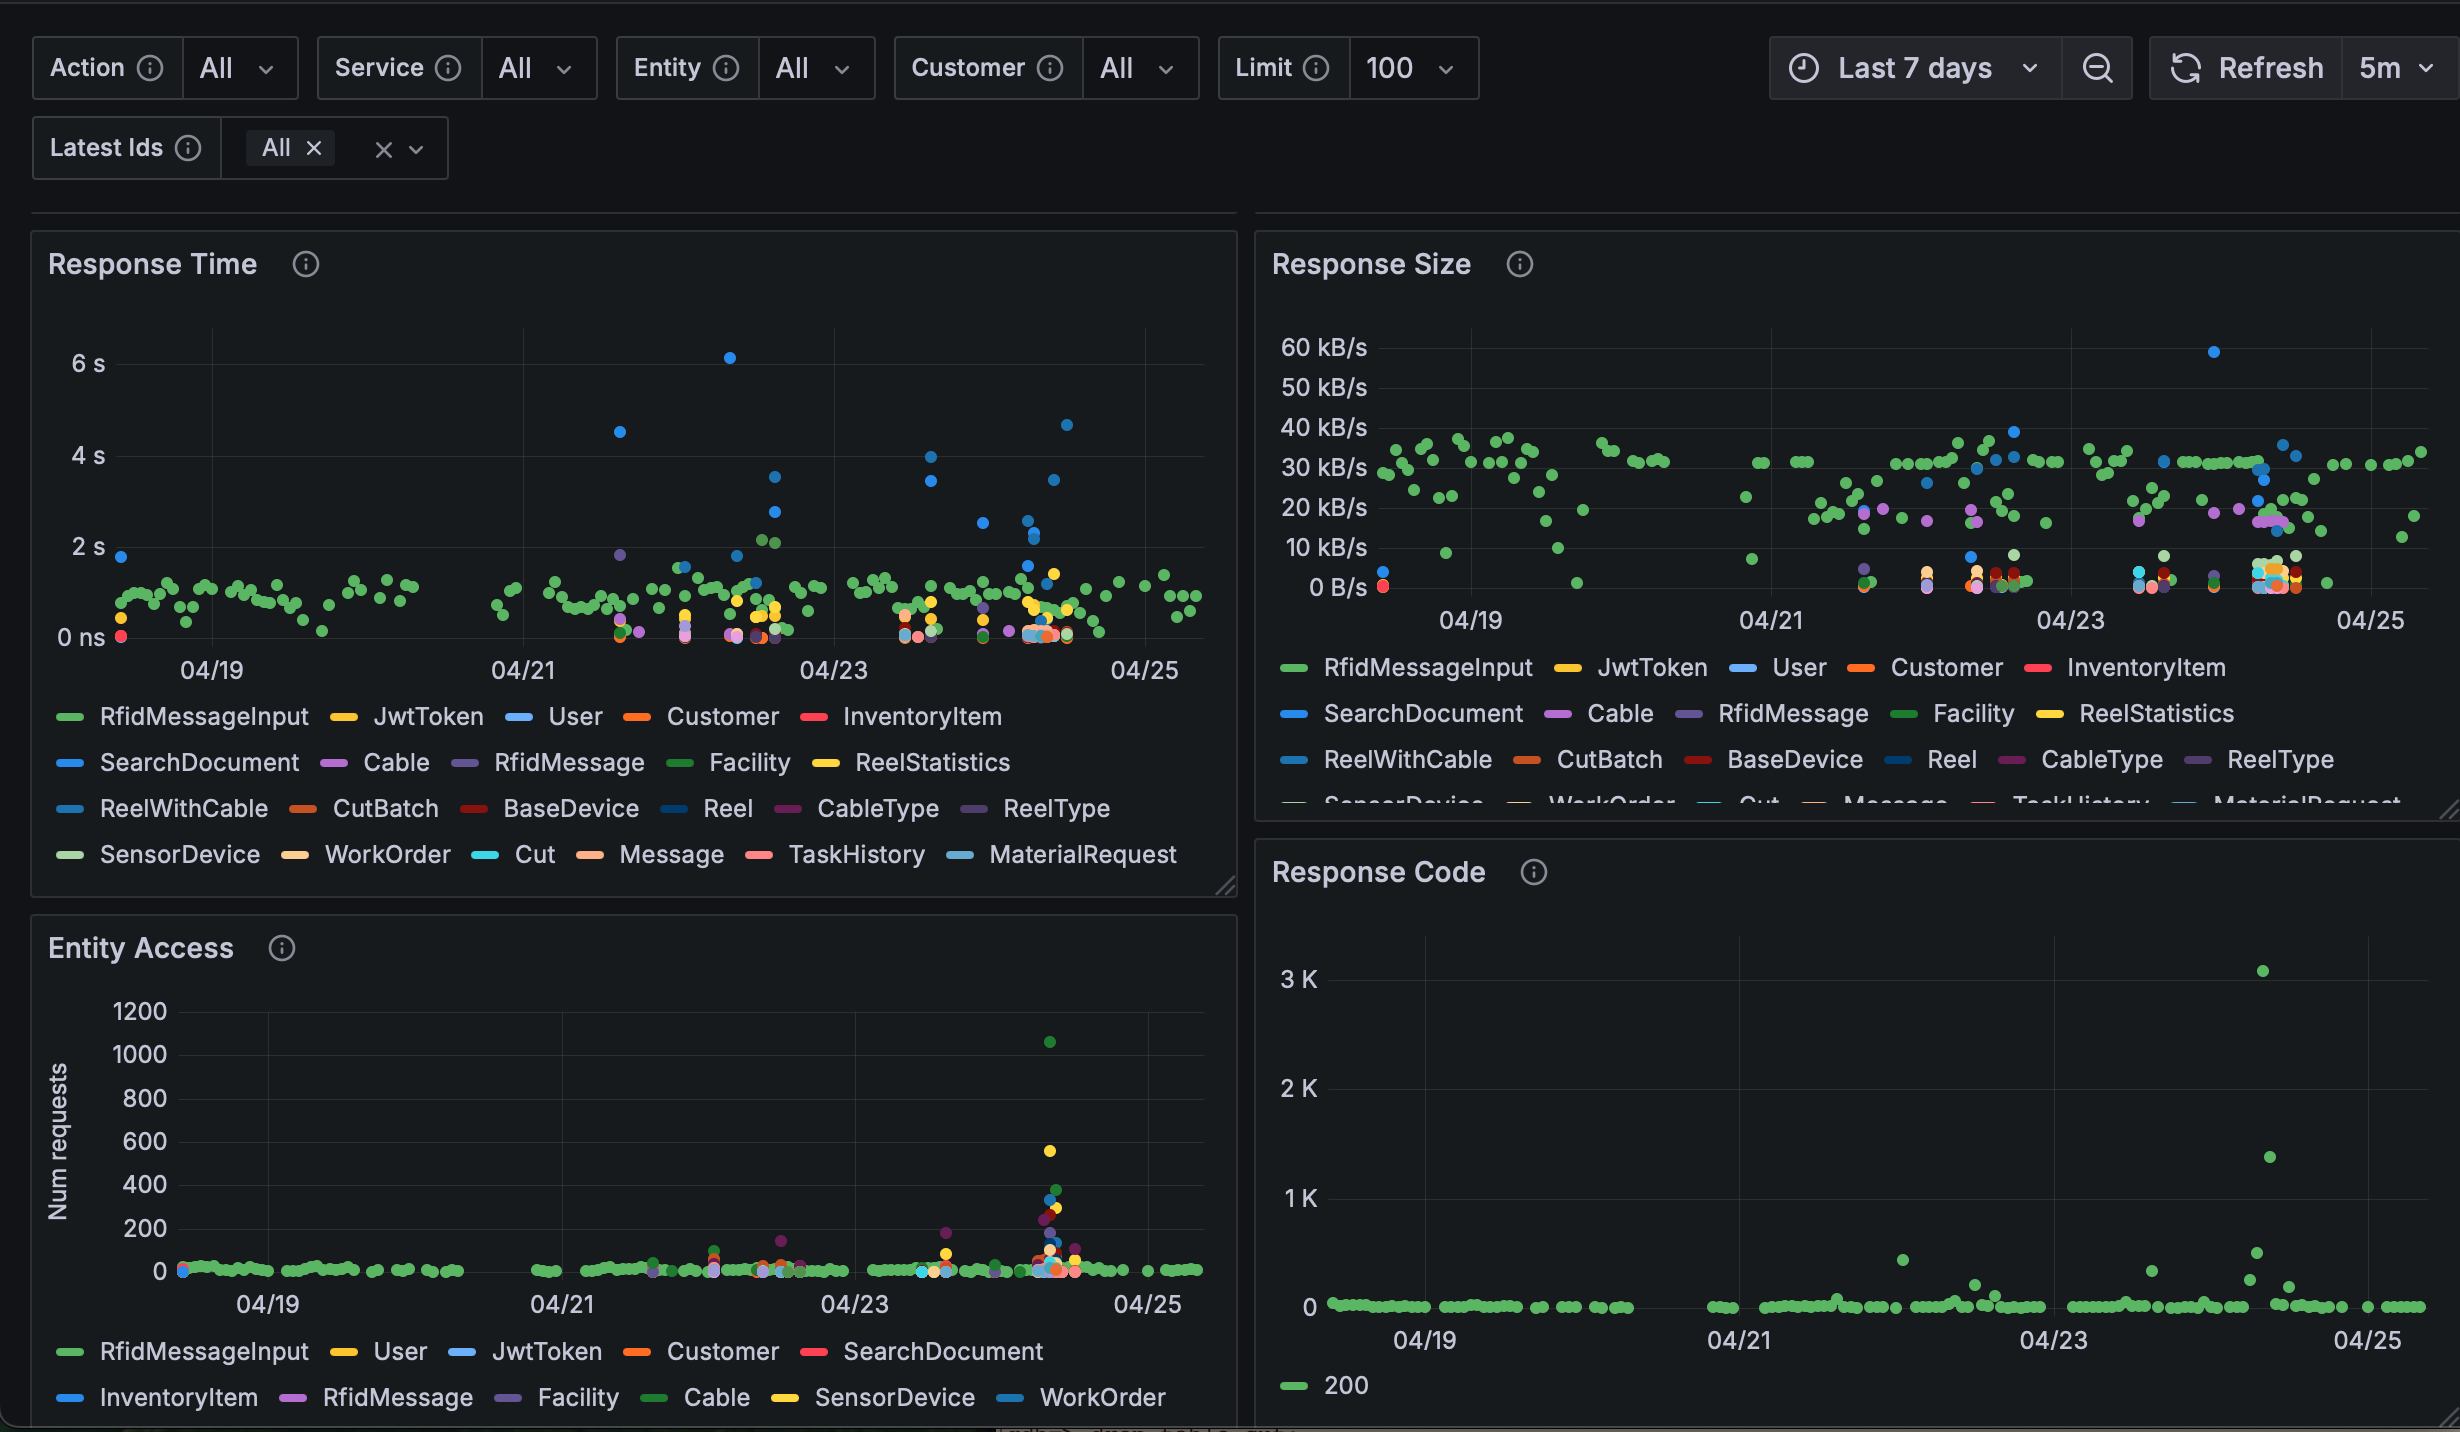 Action All Service All Entity All Customer All Limit 100 Last 7 days Refresh 5m
Latest Ids All
Response Time
6 s
4 s
2 s
0 ns
04/19 04/21 04/23 04/25
RfidMessageInput JwtToken User Customer InventoryItem
SearchDocument Cable RfidMessage Facility ReelStatistics
ReelWithCable CutBatch BaseDevice Reel CableType ReelType
SensorDevice WorkOrder Cut Message TaskHistory MaterialRequest
Response Size
60 kB/s
50 kB/s
40 kB/s
30 kB/s
20 kB/s
10 kB/s
0 B/s
04/19 04/21 04/23 04/25
RfidMessageInput JwtToken User Customer InventoryItem
SearchDocument Cable RfidMessage Facility ReelStatistics
ReelWithCable CutBatch BaseDevice Reel CableType ReelType
SensorDevice WorkOrder Cut Message TaskHistory MaterialRequest
Entity Access
Num requests
1200
1000
800
600
400
200
0
04/19 04/21 04/23 04/25
RfidMessageInput User JwtToken Customer SearchDocument
InventoryItem RfidMessage Facility Cable SensorDevice WorkOrder
Response Code
3 K
2 K
1 K
0
04/19 04/21 04/23 04/25
200